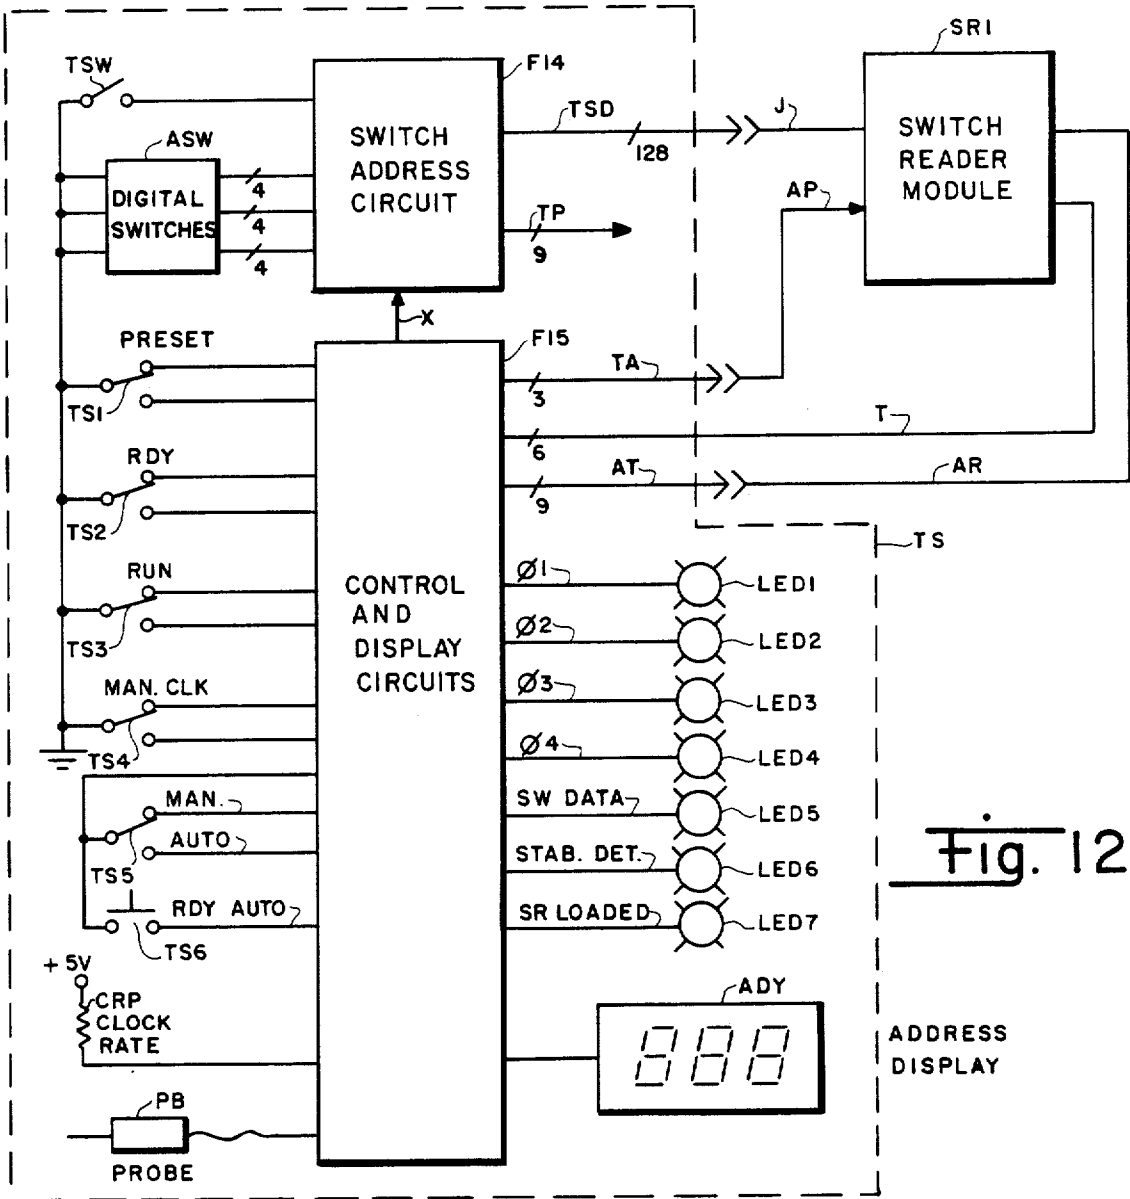 TSW
ASW
DIGITAL
SWITCHES
4
4
4
SWITCH
ADDRESS
CIRCUIT
F14
TSD
128
TP
9
J
AP
SR1
SWITCH
READER
MODULE
X
F15
PRESET
TS1
RDY
TS2
RUN
TS3
MAN. CLK
TS4
MAN.
AUTO
TS5
RDY AUTO
TS6
+5V
CRP
CLOCK
RATE
PB
PROBE
CONTROL
AND
DISPLAY
CIRCUITS
TA
3
T
6
AT
9
AR
TS
Ø1
LED1
Ø2
LED2
Ø3
LED3
Ø4
LED4
SW DATA
LED5
STAB. DET.
LED6
SR LOADED
LED7
ADY
888
ADDRESS
DISPLAY
Fig. 12